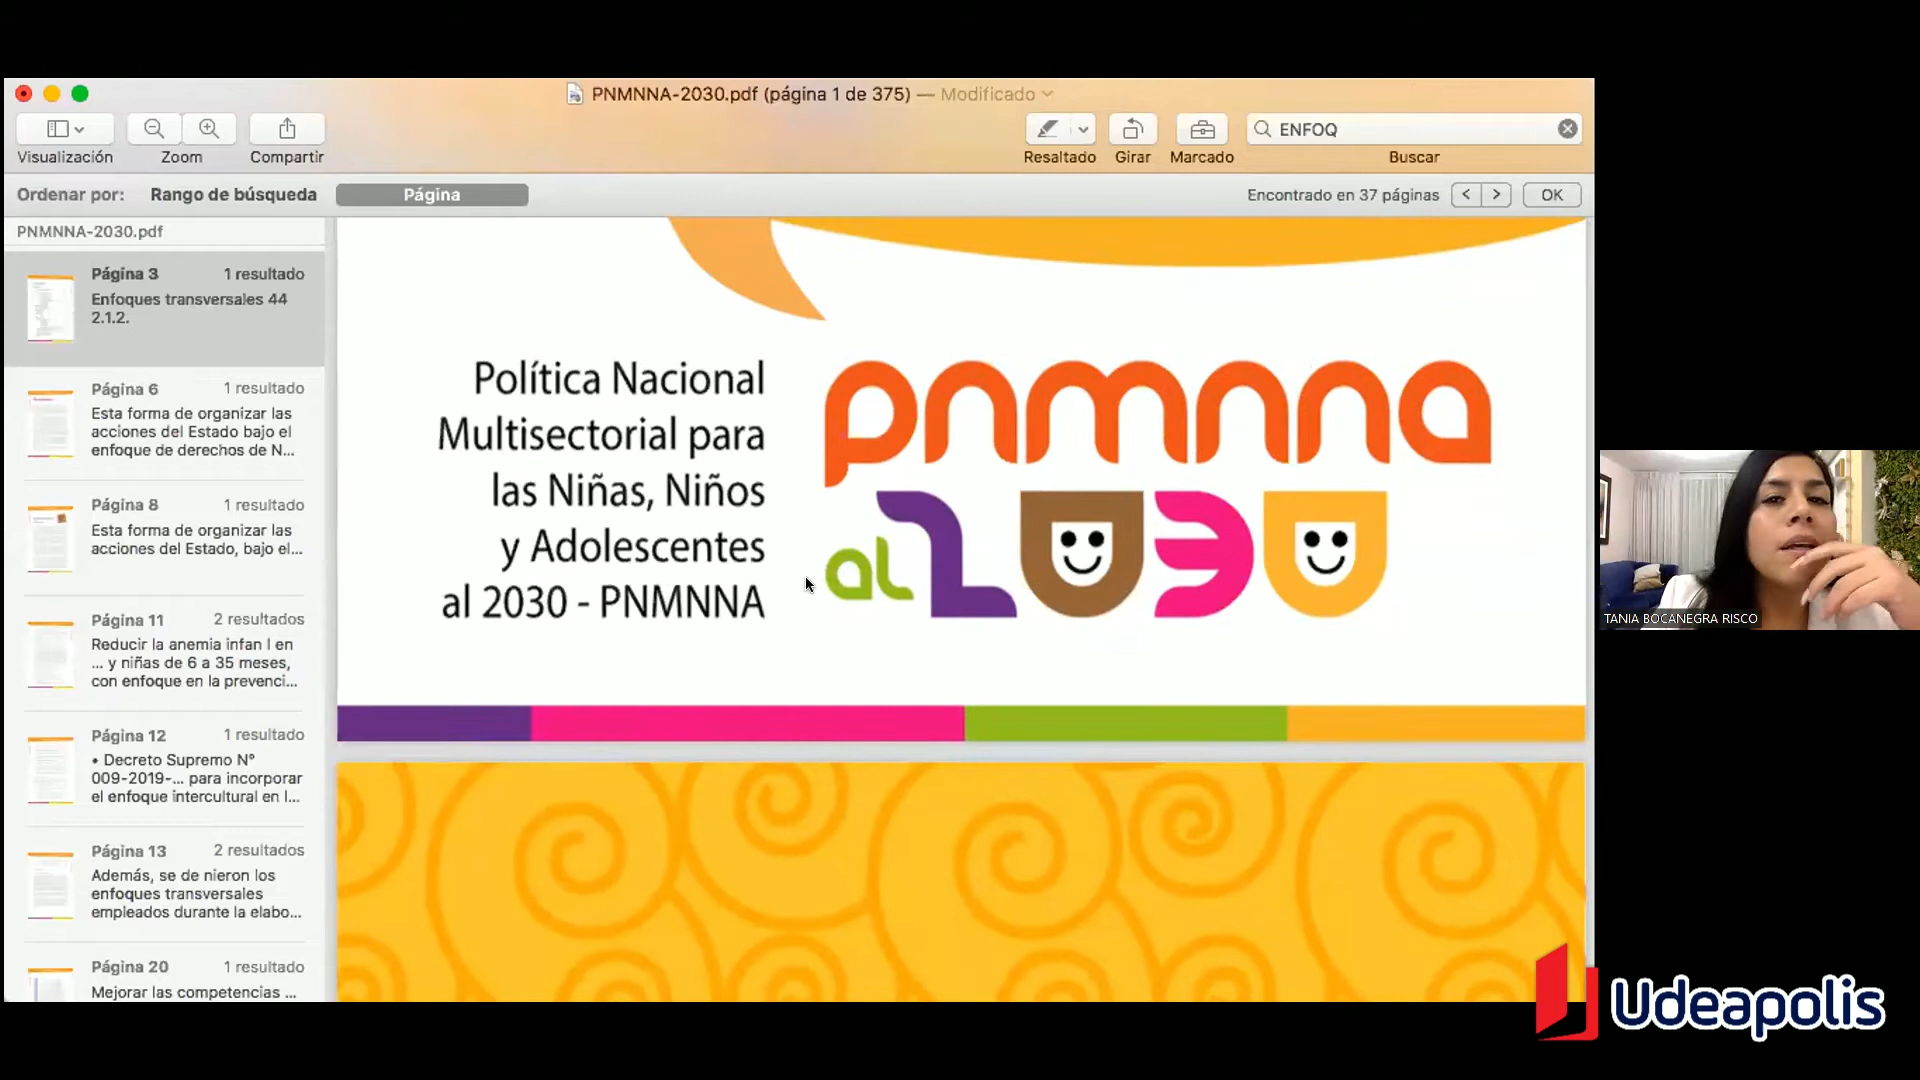 PNMNNA-2030.pdf (página 1 de 375) — Modificado
Visualización
Zoom
Compartir
Resaltado
Girar
Marcado
ENFOQ
Buscar
Ordenar por:
Rango de búsqueda
Página
Encontrado en 37 páginas
< >
OK
PNMNNA-2030.pdf
Página 3 1 resultado
Enfoques transversales 44
2.1.2.
Página 6 1 resultado
Esta forma de organizar las
acciones del Estado bajo el
enfoque de derechos de N...
Página 8 1 resultado
Esta forma de organizar las
acciones del Estado, bajo el...
Página 11 2 resultados
Reducir la anemia infan l en
... y niñas de 6 a 35 meses,
con enfoque en la prevenci...
Página 12 1 resultado
• Decreto Supremo N°
009-2019-... para incorporar
el enfoque intercultural en l...
Página 13 2 resultados
Además, se de nieron los
enfoques transversales
empleados durante la elabo...
Página 20 1 resultado
Mejorar las competencias ...
Política Nacional
Multisectorial para
las Niñas, Niños
y Adolescentes
al 2030 - PNMNNA
pnmnna
al 2030
TANIA BOCANEGRA RISCO
Udeapolis